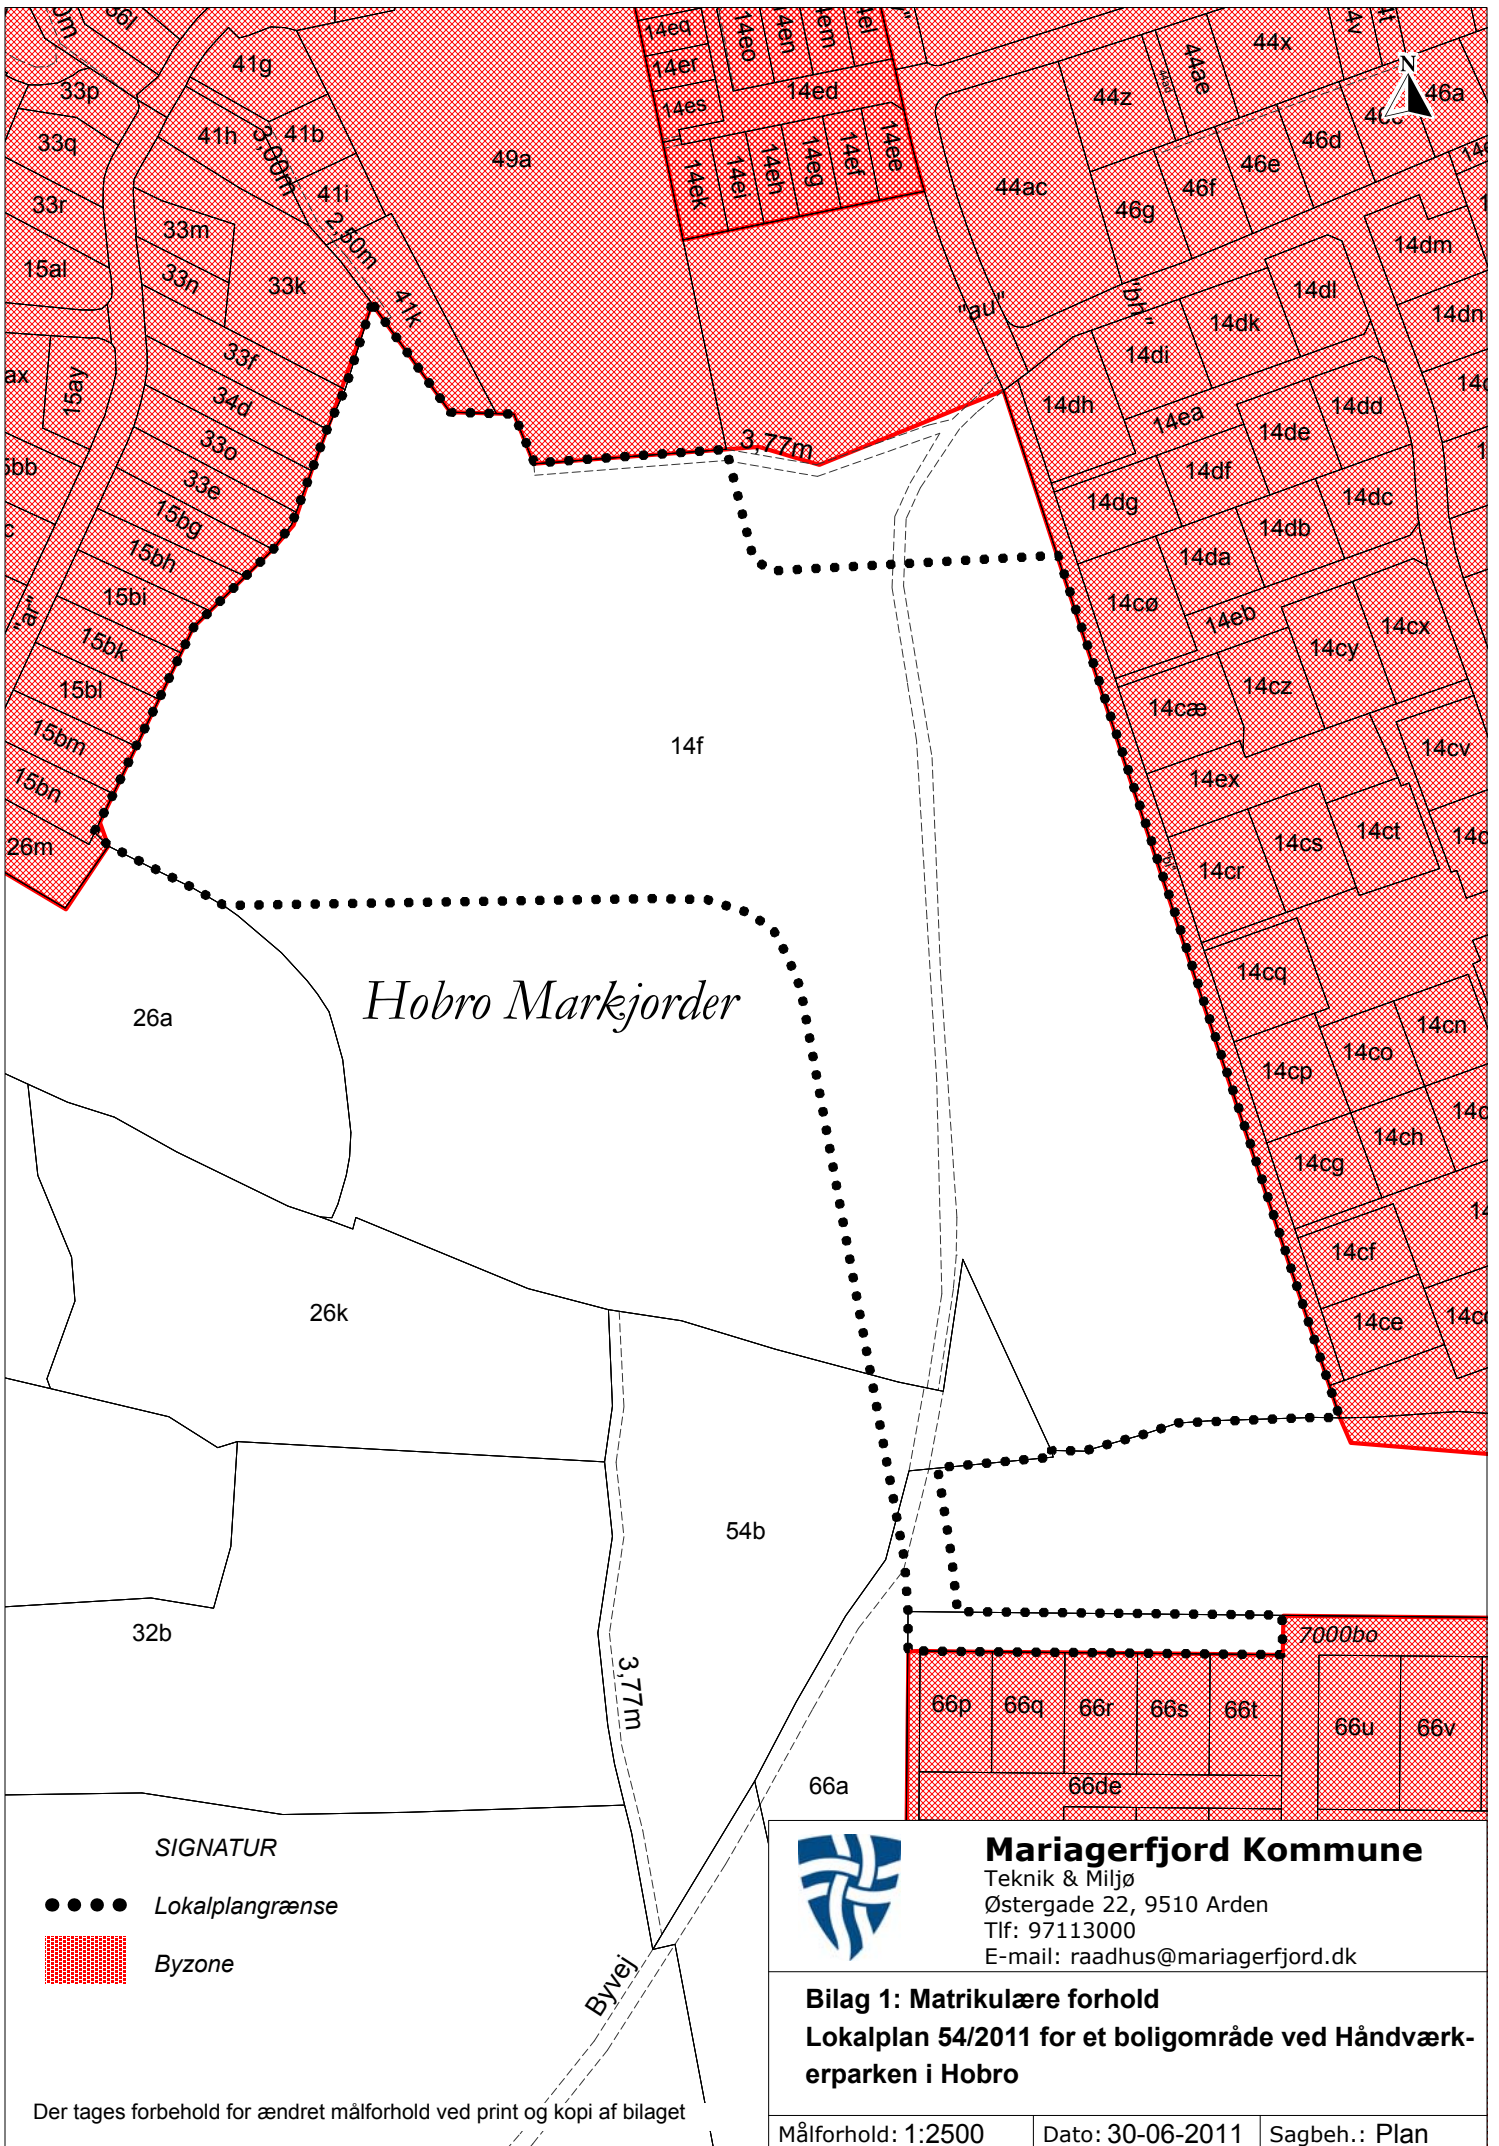 36l
33p
41g
33q
41h
3,00m
41b
33r
41i
33m
2,50m
15al
33n
33k
41k
33f
15ay
34d
33o
33e
15bg
15bh
15bi
"ar"
15bk
15bl
15bm
15bn
26m
49a
14eq
14er
14es
14eo
14en
14em
14el
14ed
14ek
14ei
14eh
14eg
14ef
14ee
44x
44ae
44z
44ac
46a
46d
46e
46f
46g
N
"au"
"bh"
14dm
14dl
14dk
14di
14dn
14dh
14ea
14dd
14de
14df
14dg
14dc
14db
14da
14cø
14eb
14cx
14cy
14cz
14cæ
14ex
14cv
14ct
14cs
14cr
14cq
14cn
14co
14cp
14ch
14cg
14cf
14ce
3,77m
14f
Hobro Markjorder
26a
26k
54b
32b
3,77m
7000bo
66p
66q
66r
66s
66t
66u
66v
66a
66de
Byvej
SIGNATUR
Lokalplangrænse
Byzone
Der tages forbehold for ændret målforhold ved print og kopi af bilaget
Mariagerfjord Kommune
Teknik & Miljø
Østergade 22, 9510 Arden
Tlf: 97113000
E-mail: raadhus@mariagerfjord.dk
Bilag 1: Matrikulære forhold
Lokalplan 54/2011 for et boligområde ved Håndværk-
erparken i Hobro
Målforhold: 1:2500
Dato: 30-06-2011
Sagbeh.: Plan